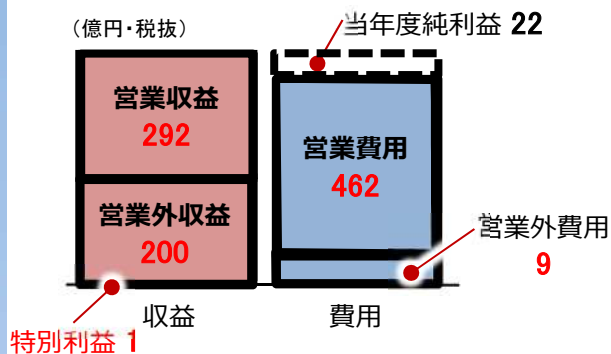 （億円・税抜）
当年度純利益 22
営業収益
292
営業費用
462
営業外収益
200
営業外費用
9
収益
費用
特別利益 1